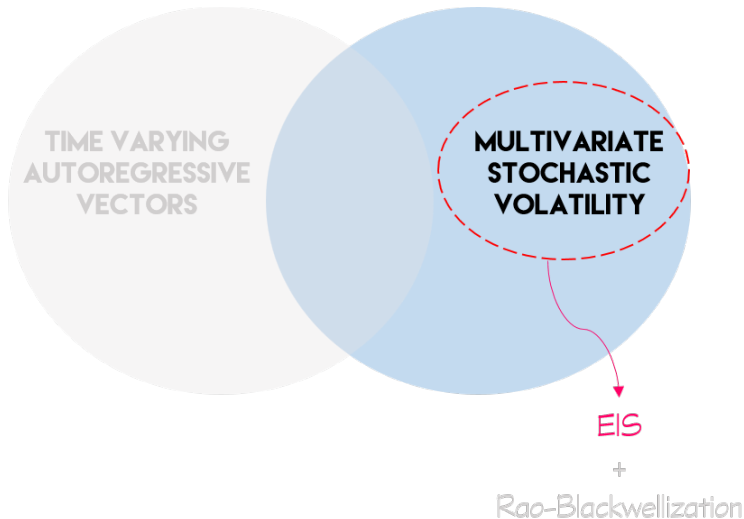 TIME VARYING
AUTOREGRESSIVE
VECTORS
MULTIVARIATE
STOCHASTIC
VOLATILITY
EIS
+
Rao-Blackwellization